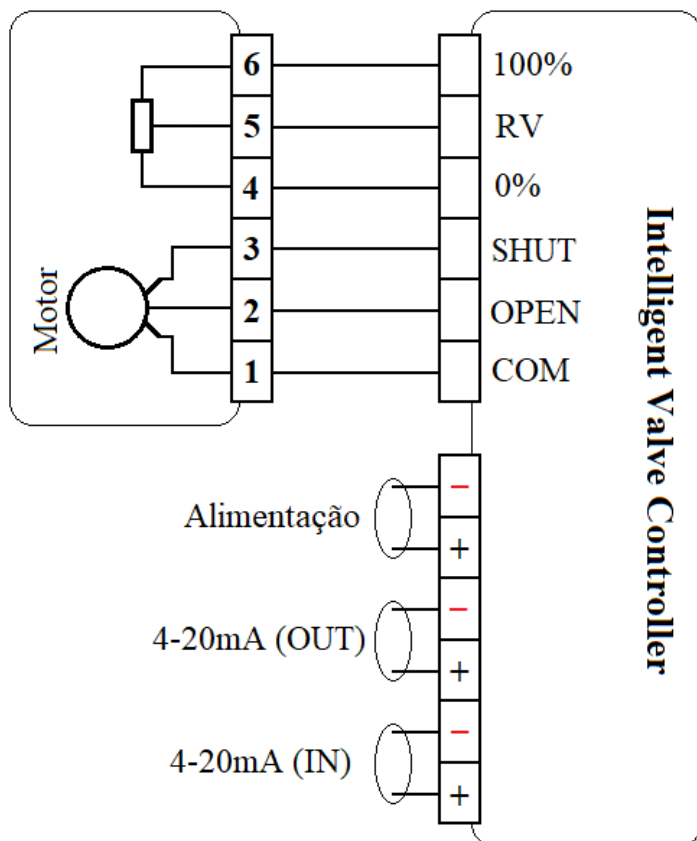 6 100%
5 RV
4 0%
3 SHUT
2 OPEN
1 COM
Motor
Intelligent Valve Controller
Alimentação −
+
4-20mA (OUT) −
+
4-20mA (IN) −
+